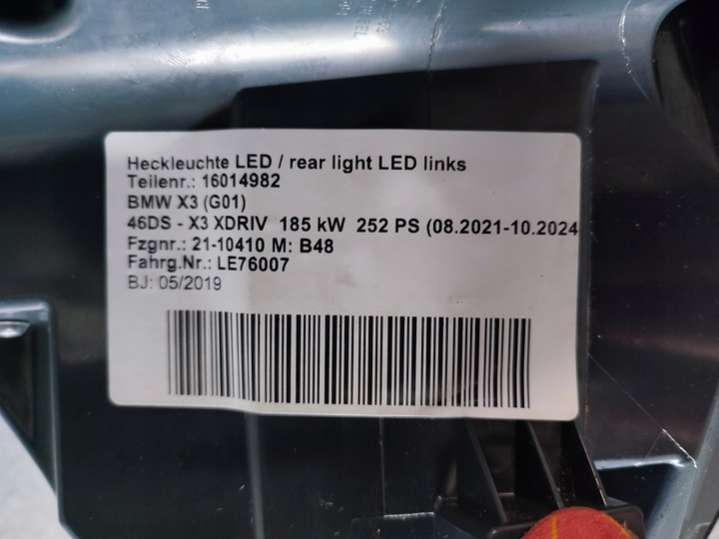 Heckleuchte LED / rear light LED links
Teilenr.: 16014982
BMW X3 (G01)
46DS - X3 XDRIV 185 kW 252 PS (08.2021-10.2024
Fzgnr.: 21-10410 M: B48
Fahrg.Nr.: LE76007
BJ: 05/2019